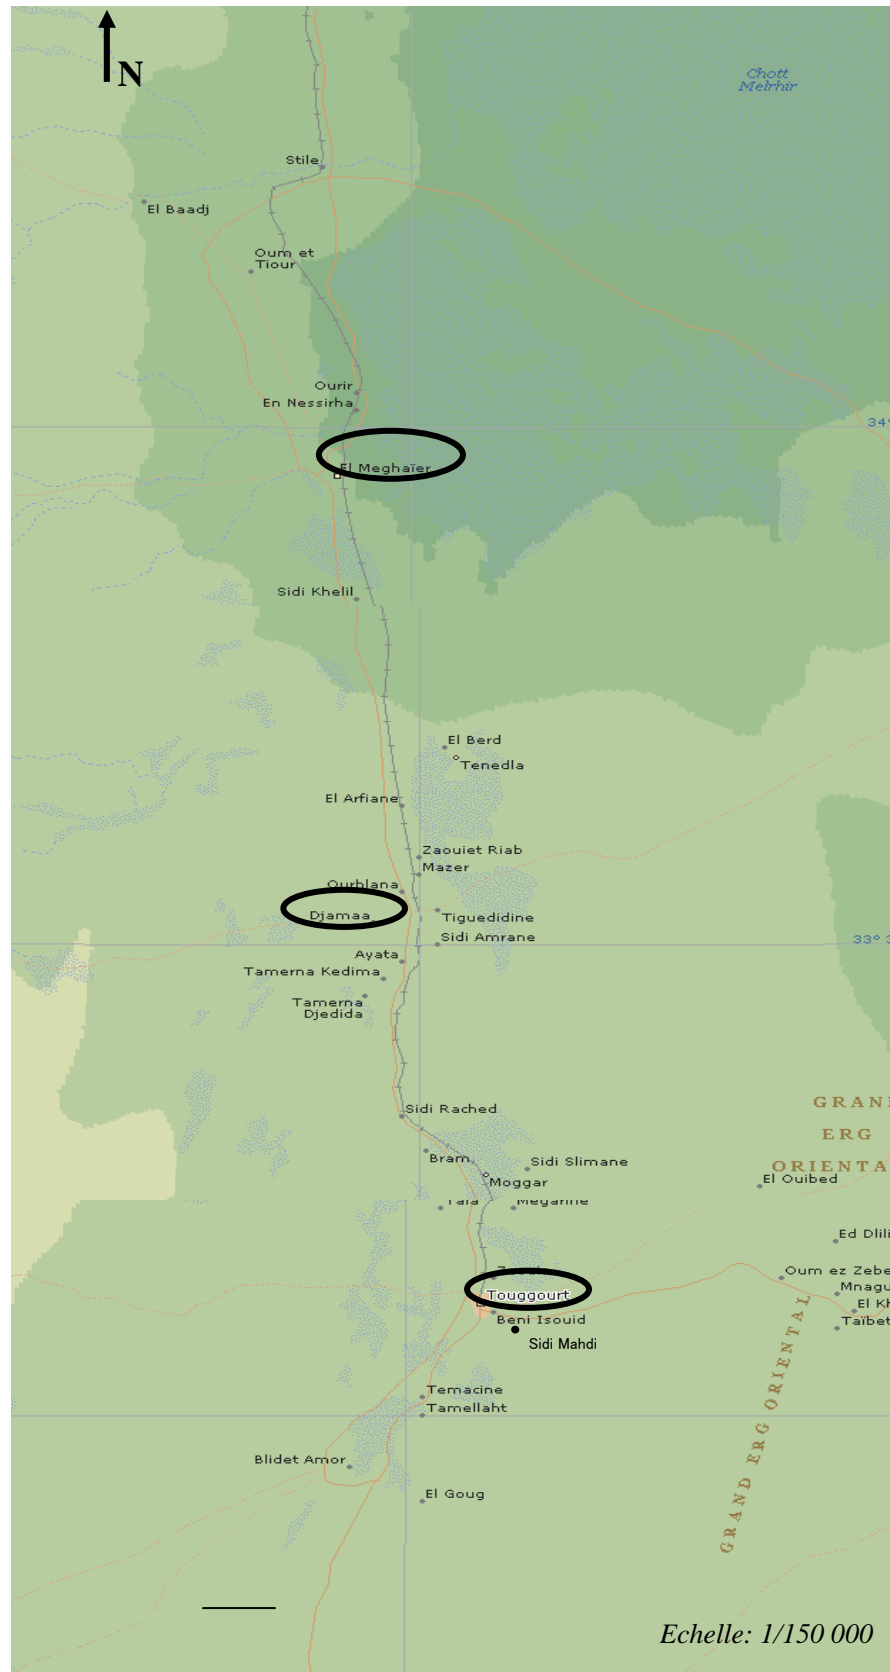 N
Chott
Melrhir
Stile
El Baadj
Oum et
Tiour
Ourir
En Nessirha
34°
El Meghaïer
Sidi Khelil
El Berd
Tenedla
El Arfiane
Zaouiet Riab
Mazer
Ourhlana
Djamaa
Tiguedidine
Sidi Amrane
33° 3
Ayata
Tamerna Kedima
Tamerna
Djedida
Sidi Rached
GRAN
ERG
ORIENTA
Bram
Sidi Slimane
Moggar
El Ouibed
Megarine
Ed Dlili
Oum ez Zebe
Mnagu
Touggourt
El Kh
Beni Isouid
Taïbet
Sidi Mahdi
GRAND ERG ORIENTAL
Temacine
Tamellaht
Blidet Amor
El Goug
Echelle: 1/150 000